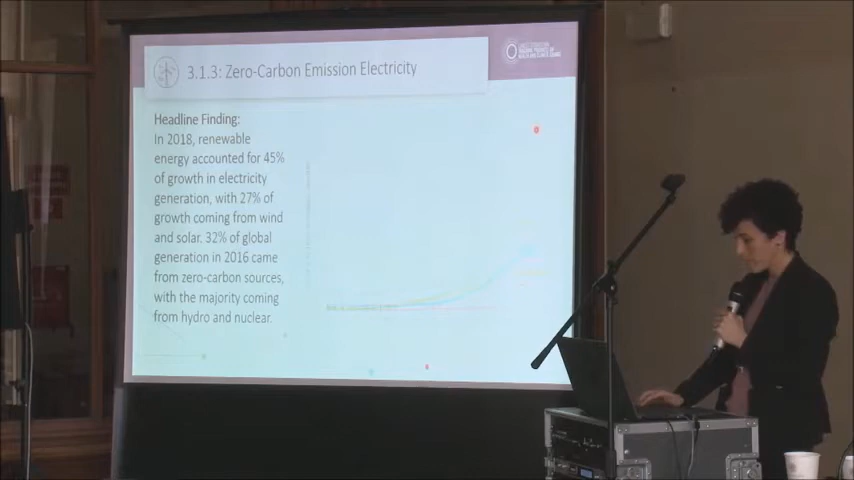 3.1.3: Zero-Carbon Emission Electricity
Headline Finding:
In 2018, renewable
energy accounted for 45%
of growth in electricity
generation, with 27% of
growth coming from wind
and solar. 32% of global
generation in 2016 came
from zero-carbon sources,
with the majority coming
from hydro and nuclear.